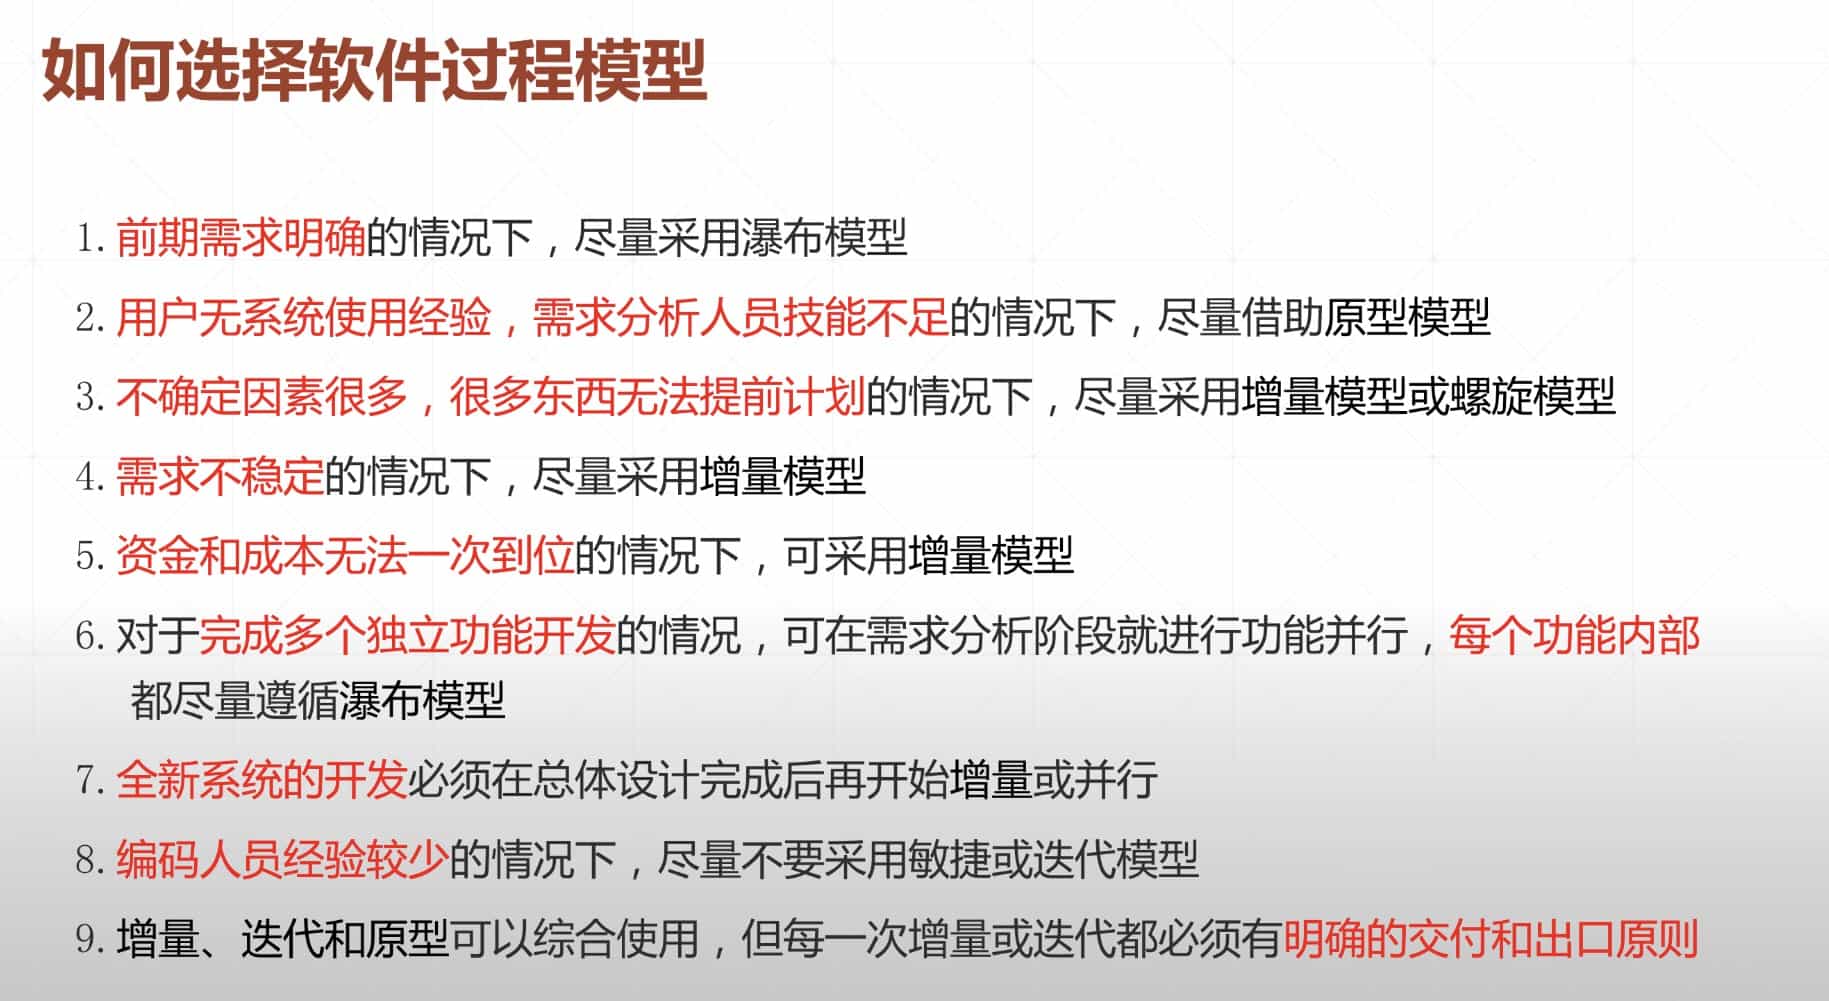 如何选择软件过程模型
1. 前期需求明确的情况下，尽量采用瀑布模型
2. 用户无系统使用经验，需求分析人员技能不足的情况下，尽量借助原型模型
3. 不确定因素很多，很多东西无法提前计划的情况下，尽量采用增量模型或螺旋模型
4. 需求不稳定的情况下，尽量采用增量模型
5. 资金和成本无法一次到位的情况下，可采用增量模型
6. 对于完成多个独立功能开发的情况，可在需求分析阶段就进行功能并行，每个功能内部
都尽量遵循瀑布模型
7. 全新系统的开发必须在总体设计完成后再开始增量或并行
8. 编码人员经验较少的情况下，尽量不要采用敏捷或迭代模型
9. 增量、迭代和原型可以综合使用，但每一次增量或迭代都必须有明确的交付和出口原则